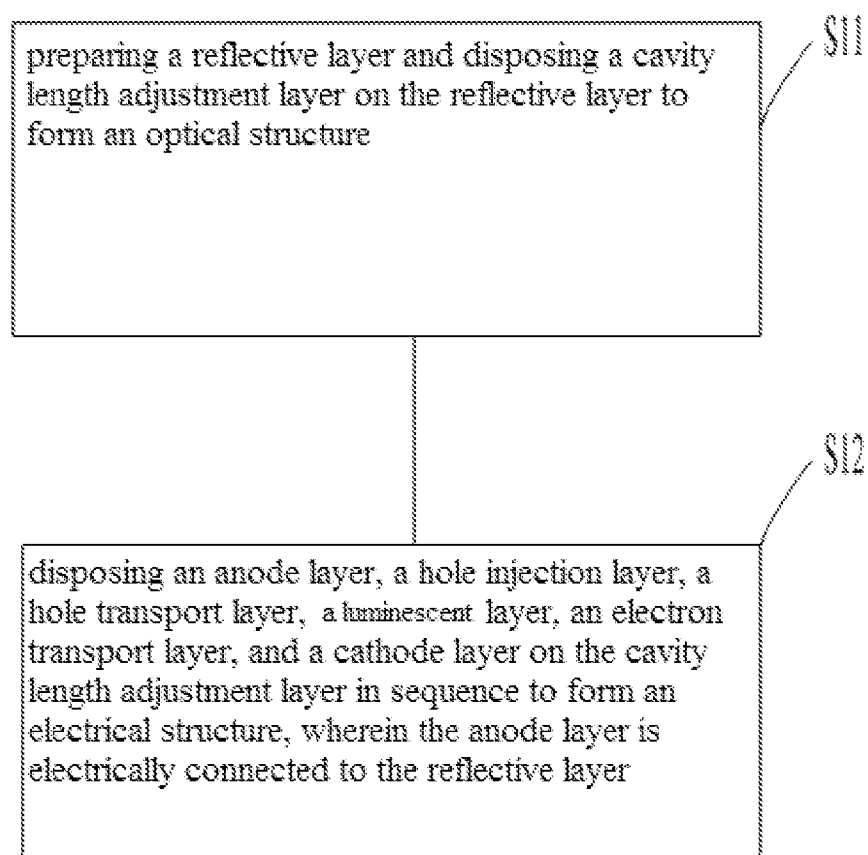 S11
preparing a reflective layer and disposing a cavity
length adjustment layer on the reflective layer to
form an optical structure
S12
disposing an anode layer, a hole injection layer, a
hole transport layer, a luminescent layer, an electron
transport layer, and a cathode layer on the cavity
length adjustment layer in sequence to form an
electrical structure, wherein the anode layer is
electrically connected to the reflective layer